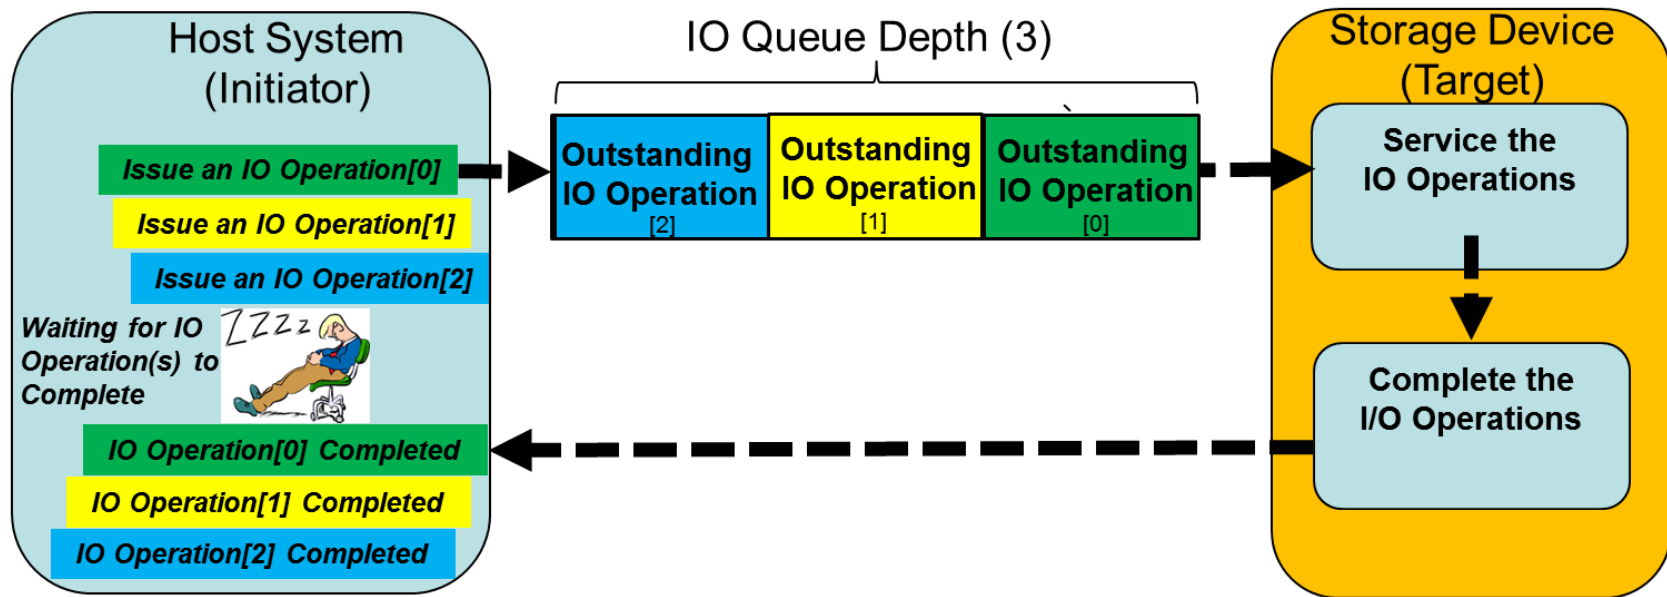 Host System
(Initiator)
Issue an IO Operation[0]
Issue an IO Operation[1]
Issue an IO Operation[2]
Waiting for IO
Operation(s) to
Complete
ZZZz
IO Operation[0] Completed
IO Operation[1] Completed
IO Operation[2] Completed
IO Queue Depth (3)
Outstanding
IO Operation
[2]
Outstanding
IO Operation
[1]
Outstanding
IO Operation
[0]
Storage Device
(Target)
Service the
IO Operations
Complete the
I/O Operations